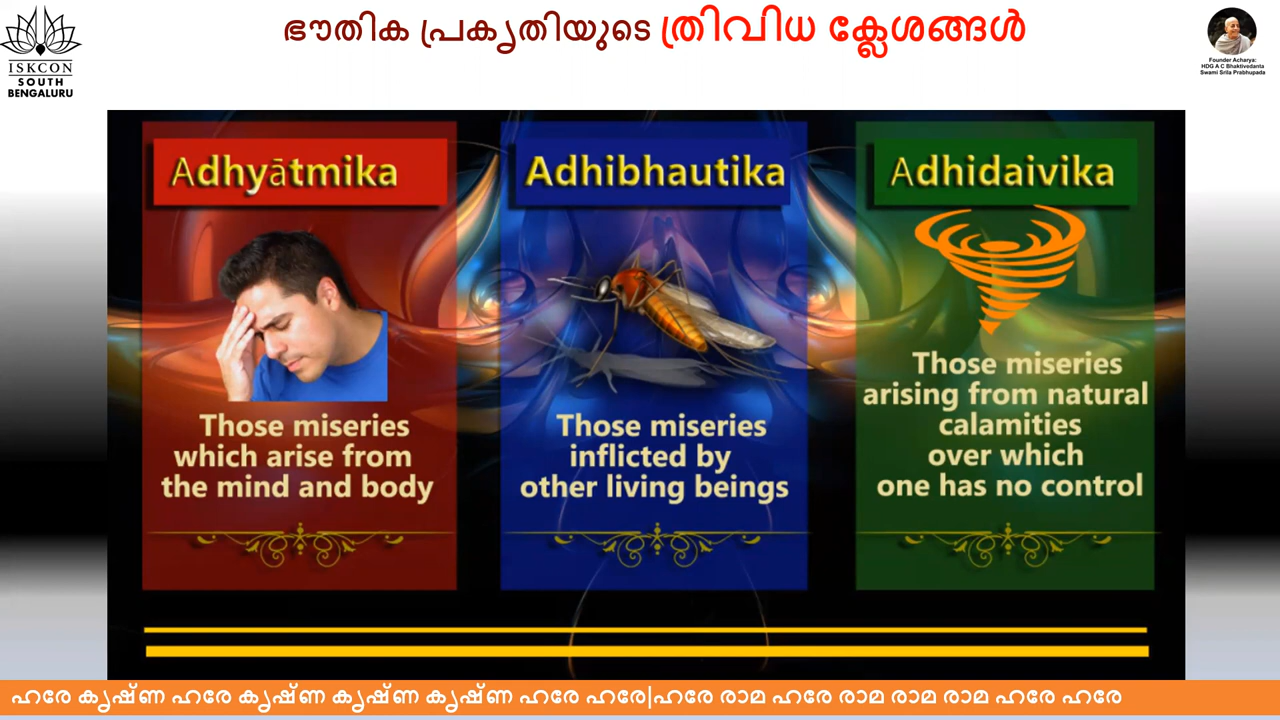 ഭൗതിക പ്രകൃതിയുടെ ത്രിവിധ ക്ലേശങ്ങൾ
ISKCON
SOUTH
BENGALURU
Founder Acharya:
HDG A C Bhaktivedanta
Swami Srila Prabhupada
Adhyātmika
Those miseries
which arise from
the mind and body
Adhibhautika
Those miseries
inflicted by
other living beings
Adhidaivika
Those miseries
arising from natural
calamities
over which
one has no control
ഹരേ കൃഷ്ണ ഹരേ കൃഷ്ണ കൃഷ്ണ കൃഷ്ണ ഹരേ ഹരേ|ഹരേ രാമ ഹരേ രാമ രാമ രാമ ഹരേ ഹരേ